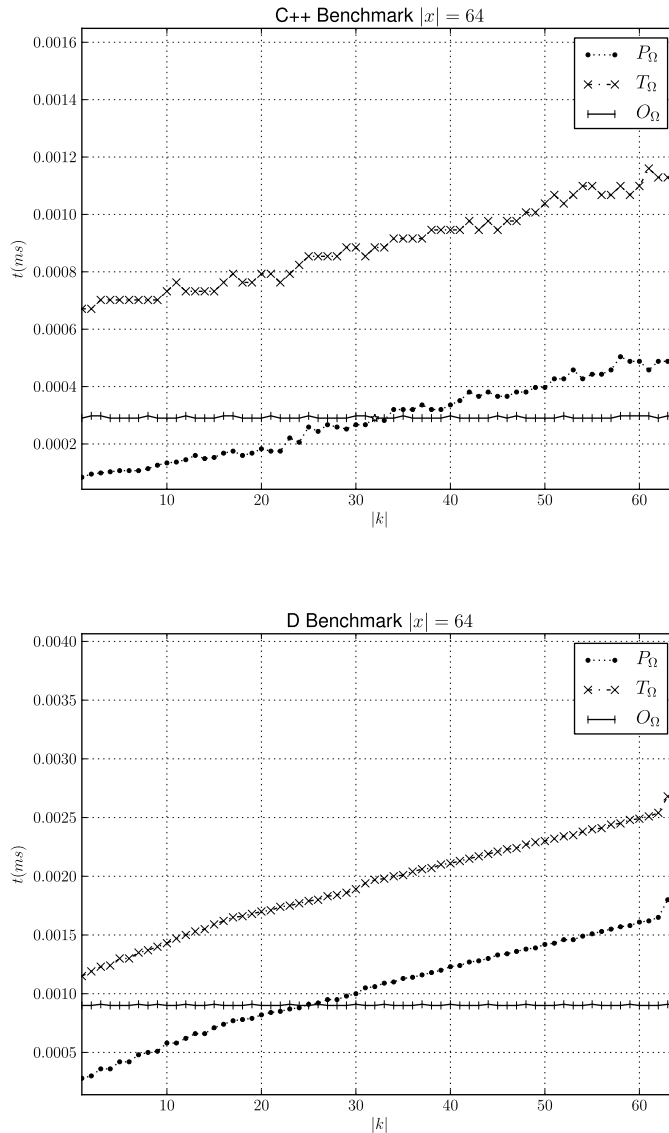 C++ Benchmark |x| = 64
0.0016
0.0014
0.0012
0.0010
0.0008
0.0006
0.0004
0.0002
t(ms)
P_Ω
T_Ω
O_Ω
10 20 30 40 50 60
|k|
D Benchmark |x| = 64
0.0040
0.0035
0.0030
0.0025
0.0020
0.0015
0.0010
0.0005
t(ms)
P_Ω
T_Ω
O_Ω
10 20 30 40 50 60
|k|